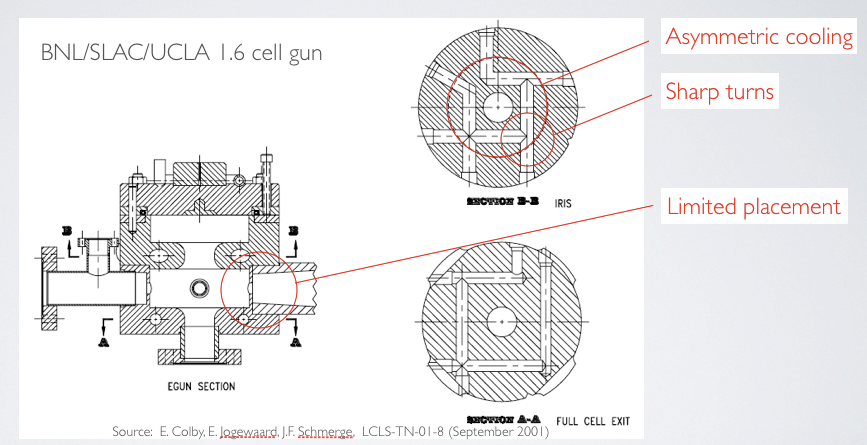 BNL/SLAC/UCLA 1.6 cell gun
Asymmetric cooling
Sharp turns
SECTION B-B IRIS
Limited placement
B B
A A
EGUN SECTION
SECTION A-A FULL CELL EXIT
Source: E. Colby, E. Jogewaard, J.F. Schmerge, LCLS-TN-01-8 (September 2001)